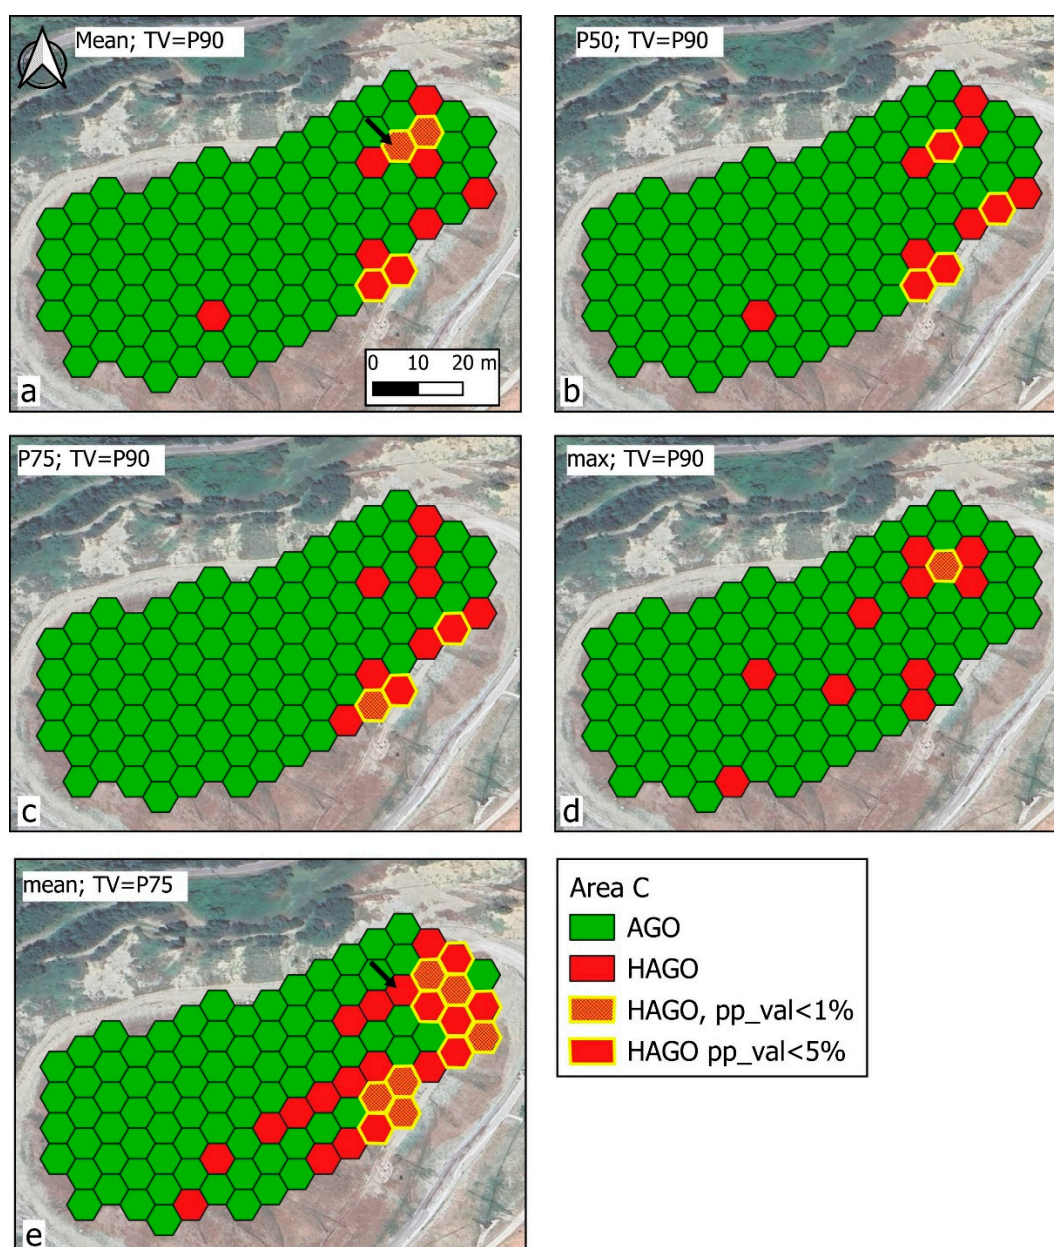 Mean; TV=P90
0 10 20 m
a
P50; TV=P90
b
P75; TV=P90
c
max; TV=P90
d
mean; TV=P75
e
Area C
AGO
HAGO
HAGO, pp_val<1%
HAGO pp_val<5%